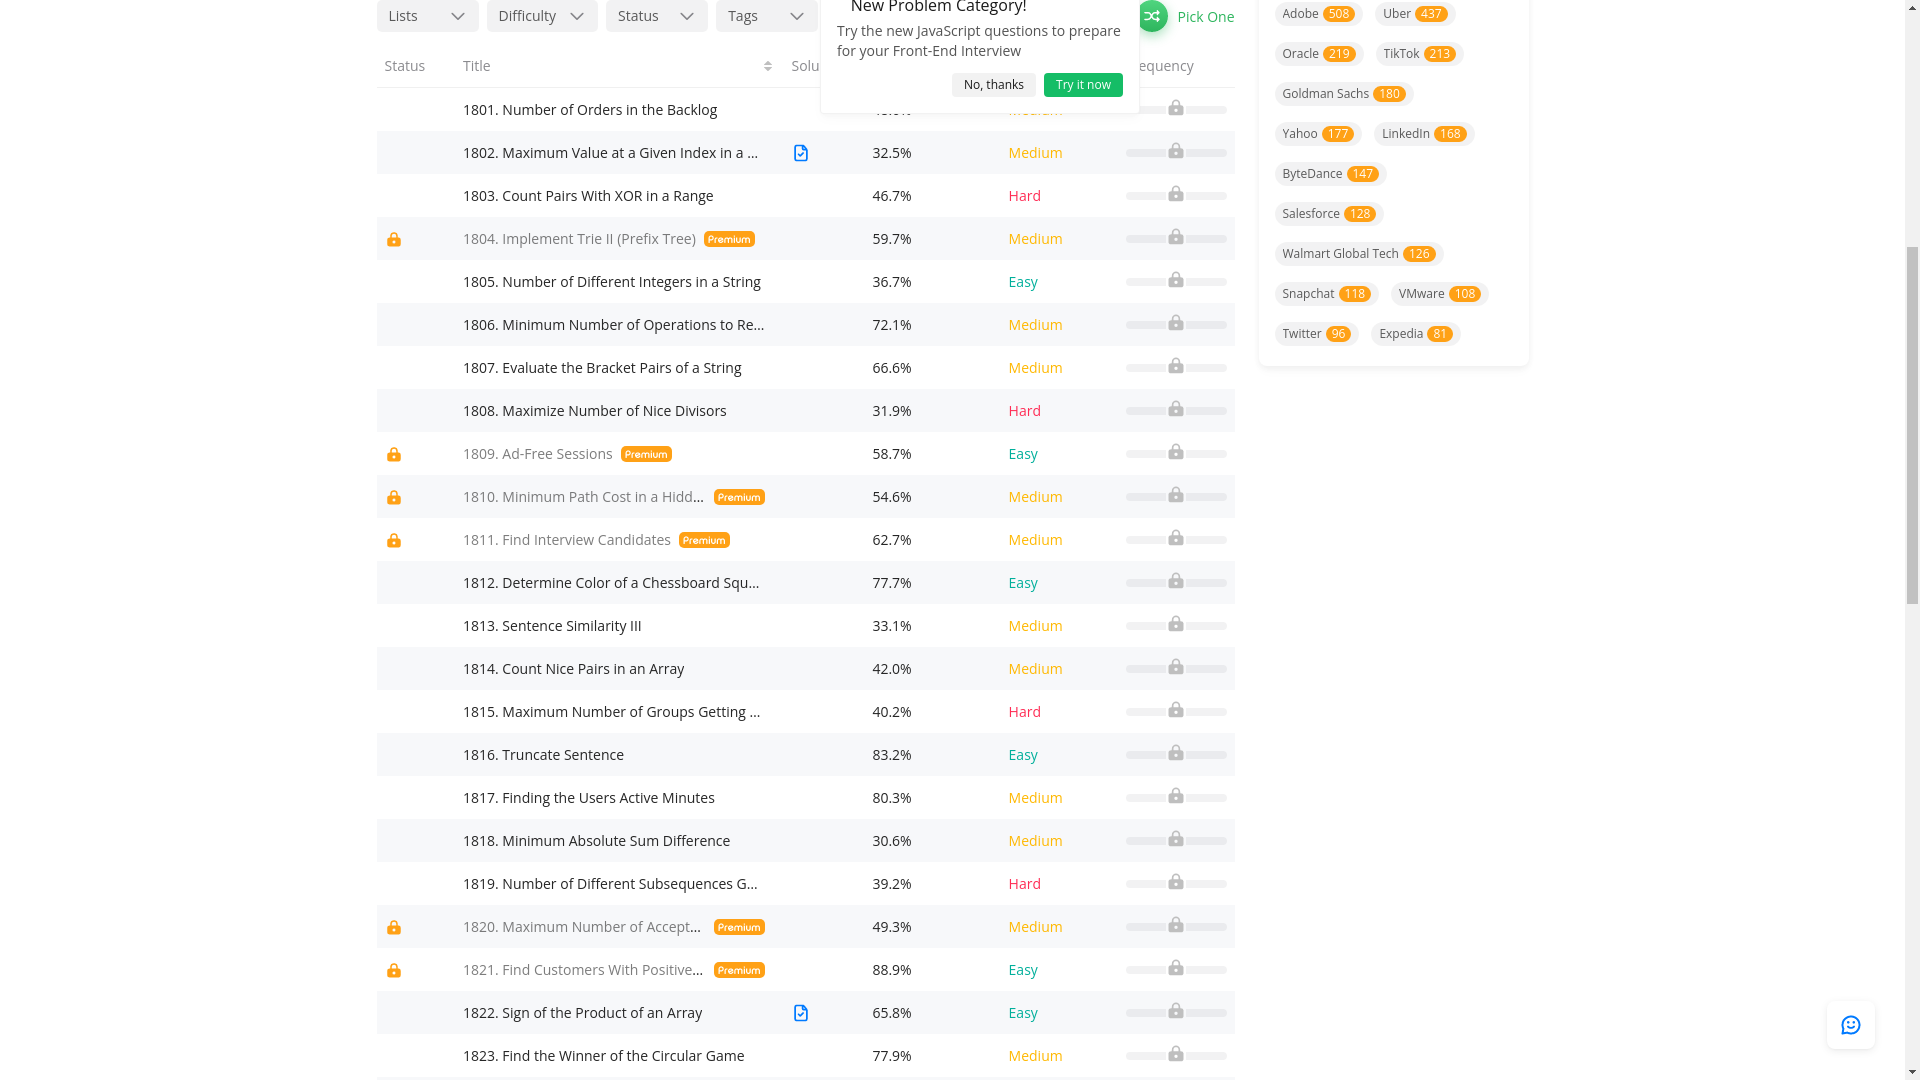 Lists
Difficulty
Status
Tags
New Problem Category!
Try the new JavaScript questions to prepare
for your Front-End Interview
No, thanks
Try it now
Pick One
Status
Title
1801. Number of Orders in the Backlog
1802. Maximum Value at a Given Index in a ... 32.5% Medium
1803. Count Pairs With XOR in a Range 46.7% Hard
1804. Implement Trie II (Prefix Tree) Premium 59.7% Medium
1805. Number of Different Integers in a String 36.7% Easy
1806. Minimum Number of Operations to Re... 72.1% Medium
1807. Evaluate the Bracket Pairs of a String 66.6% Medium
1808. Maximize Number of Nice Divisors 31.9% Hard
1809. Ad-Free Sessions Premium 58.7% Easy
1810. Minimum Path Cost in a Hidd... Premium 54.6% Medium
1811. Find Interview Candidates Premium 62.7% Medium
1812. Determine Color of a Chessboard Squ... 77.7% Easy
1813. Sentence Similarity III 33.1% Medium
1814. Count Nice Pairs in an Array 42.0% Medium
1815. Maximum Number of Groups Getting ... 40.2% Hard
1816. Truncate Sentence 83.2% Easy
1817. Finding the Users Active Minutes 80.3% Medium
1818. Minimum Absolute Sum Difference 30.6% Medium
1819. Number of Different Subsequences G... 39.2% Hard
1820. Maximum Number of Accept... Premium 49.3% Medium
1821. Find Customers With Positive... Premium 88.9% Easy
1822. Sign of the Product of an Array 65.8% Easy
1823. Find the Winner of the Circular Game 77.9% Medium
Adobe 508 Uber 437
Oracle 219 TikTok 213
Goldman Sachs 180
Yahoo 177 LinkedIn 168
ByteDance 147
Salesforce 128
Walmart Global Tech 126
Snapchat 118 VMware 108
Twitter 96 Expedia 81